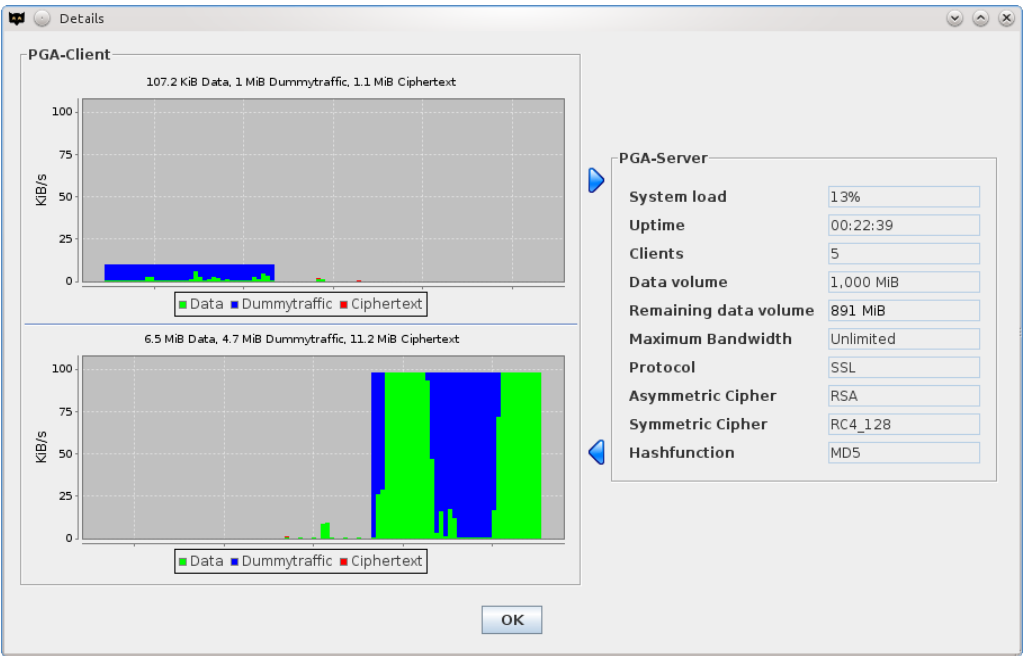 Details
PGA-Client
107.2 KiB Data, 1 MiB Dummytraffic, 1.1 MiB Ciphertext
100
75
50
25
0
KiB/s
Data Dummytraffic Ciphertext
6.5 MiB Data, 4.7 MiB Dummytraffic, 11.2 MiB Ciphertext
100
75
50
25
0
KiB/s
Data Dummytraffic Ciphertext
PGA-Server
System load 13%
Uptime 00:22:39
Clients 5
Data volume 1,000 MiB
Remaining data volume 891 MiB
Maximum Bandwidth Unlimited
Protocol SSL
Asymmetric Cipher RSA
Symmetric Cipher RC4_128
Hashfunction MD5
OK